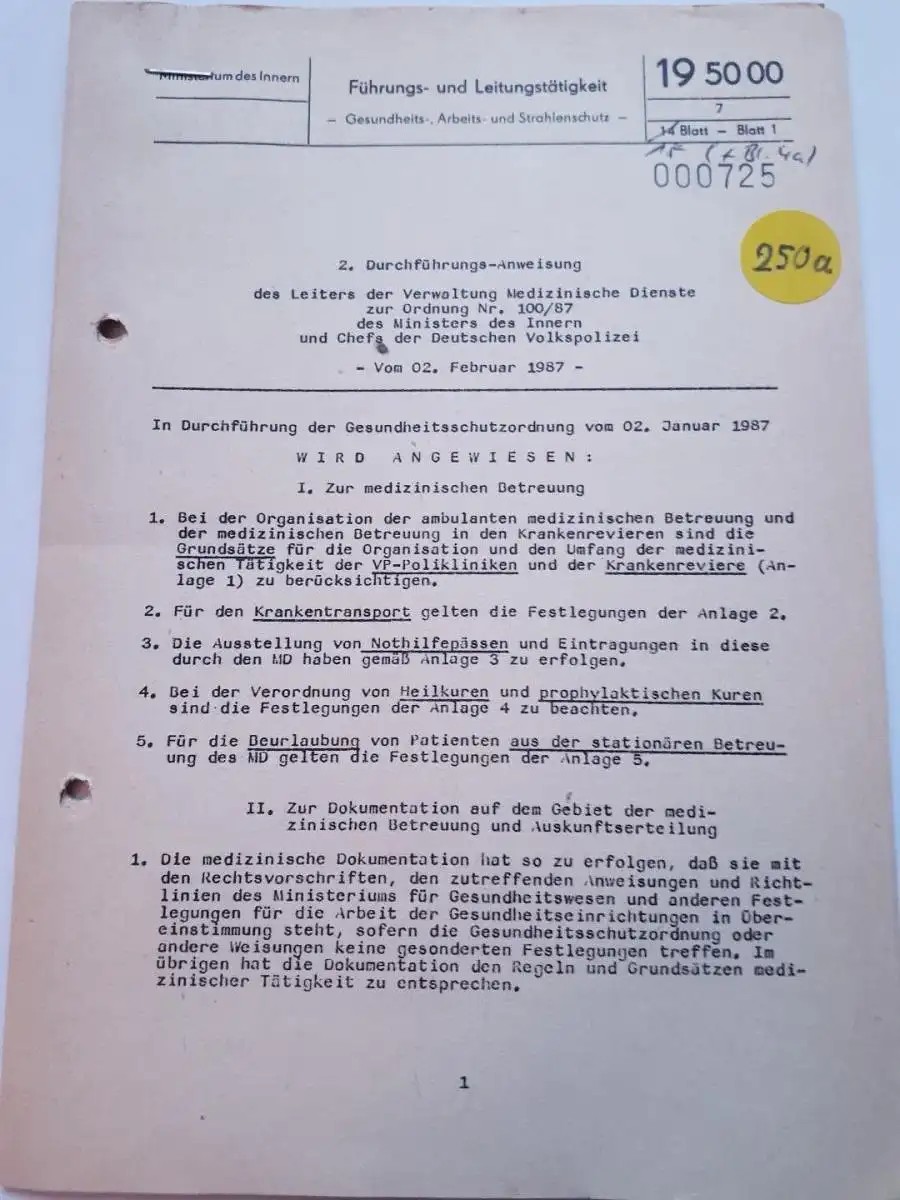 Ministerium des Innern
Führungs- und Leitungstätigkeit
– Gesundheits-, Arbeits- und Strahlenschutz –
19 50 00
7
14 Blatt – Blatt 1
15 (+ Bl. 4a)
000725
250a
2. Durchführungs-Anweisung
des Leiters der Verwaltung Medizinische Dienste
zur Ordnung Nr. 100/87
des Ministers des Innern
und Chefs der Deutschen Volkspolizei
- Vom 02. Februar 1987 -
In Durchführung der Gesundheitsschutzordnung vom 02. Januar 1987
W I R D A N G E W I E S E N :
I. Zur medizinischen Betreuung
1. Bei der Organisation der ambulanten medizinischen Betreuung und
der medizinischen Betreuung in den Krankenrevieren sind die
Grundsätze für die Organisation und den Umfang der medizini-
schen Tätigkeit der VP-Polikliniken und der Krankenreviere (An-
lage 1) zu berücksichtigen.
2. Für den Krankentransport gelten die Festlegungen der Anlage 2.
3. Die Ausstellung von Nothilfepässen und Eintragungen in diese
durch den MD haben gemäß Anlage 3 zu erfolgen.
4. Bei der Verordnung von Heilkuren und prophylaktischen Kuren
sind die Festlegungen der Anlage 4 zu beachten.
5. Für die Beurlaubung von Patienten aus der stationären Betreu-
ung des MD gelten die Festlegungen der Anlage 5.
II. Zur Dokumentation auf dem Gebiet der medi-
zinischen Betreuung und Auskunftserteilung
1. Die medizinische Dokumentation hat so zu erfolgen, daß sie mit
den Rechtsvorschriften, den zutreffenden Anweisungen und Richt-
linien des Ministeriums für Gesundheitswesen und anderen Fest-
legungen für die Arbeit der Gesundheitseinrichtungen in Über-
einstimmung steht, sofern die Gesundheitsschutzordnung oder
andere Weisungen keine gesonderten Festlegungen treffen. Im
übrigen hat die Dokumentation den Regeln und Grundsätzen medi-
zinischer Tätigkeit zu entsprechen.
1